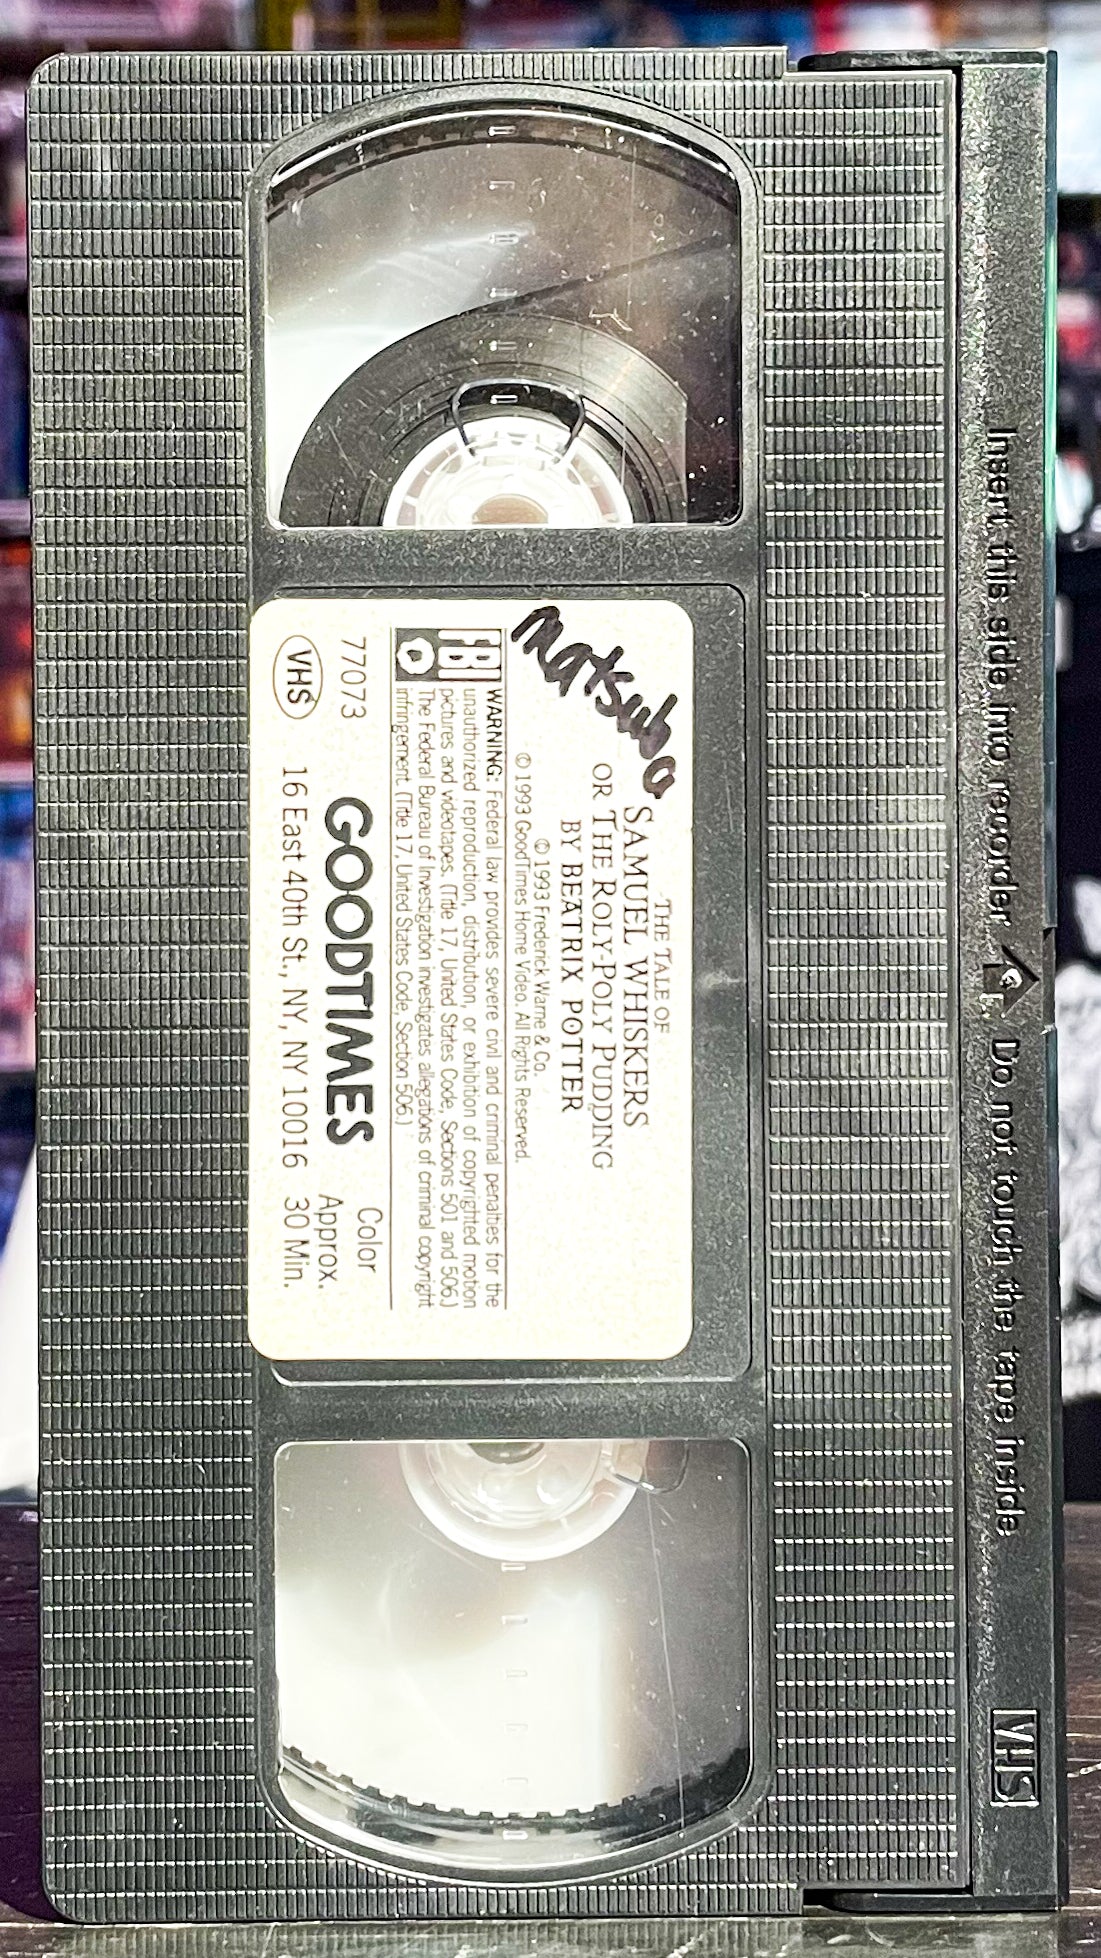 Insert this side into recorder Do not touch the tape inside
VHS
Matsubo
THE TALE OF
SAMUEL WHISKERS
OR THE ROLY-POLY PUDDING
BY BEATRIX POTTER
© 1993 Frederick Warne & Co.
© 1993 GoodTimes Home Video. All Rights Reserved.
FBI
WARNING: Federal law provides severe civil and criminal penalties for the
unauthorized reproduction, distribution, or exhibition of copyrighted motion
pictures and videotapes. (Title 17, United States Code, Sections 501 and 506.)
The Federal Bureau of Investigation investigates allegations of criminal copyright
infringement. (Title 17, United States Code, Section 506.)
77073 GOODTIMES Color
VHS 16 East 40th St., NY, NY 10016 Approx. 30 Min.